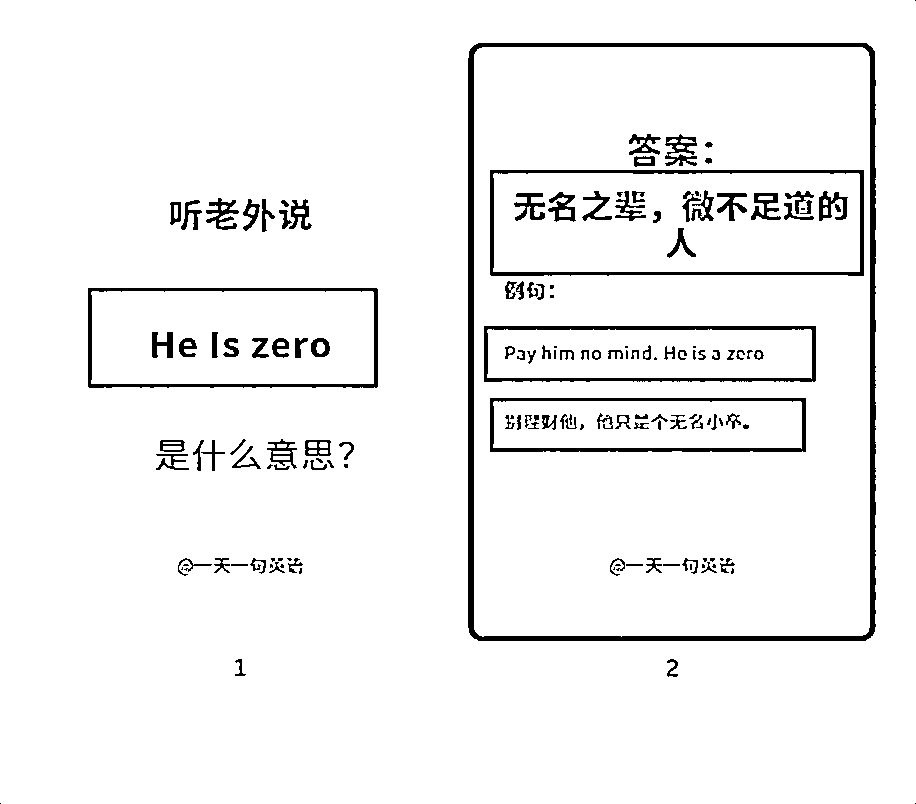 听老外说
He Is zero
是什么意思?
@一天一句英语
1
答案：
无名之辈，微不足道的
人
例句：
Pay him no mind. He is a zero
别理财他，他只是个无名小卒。
@一天一句英语
2